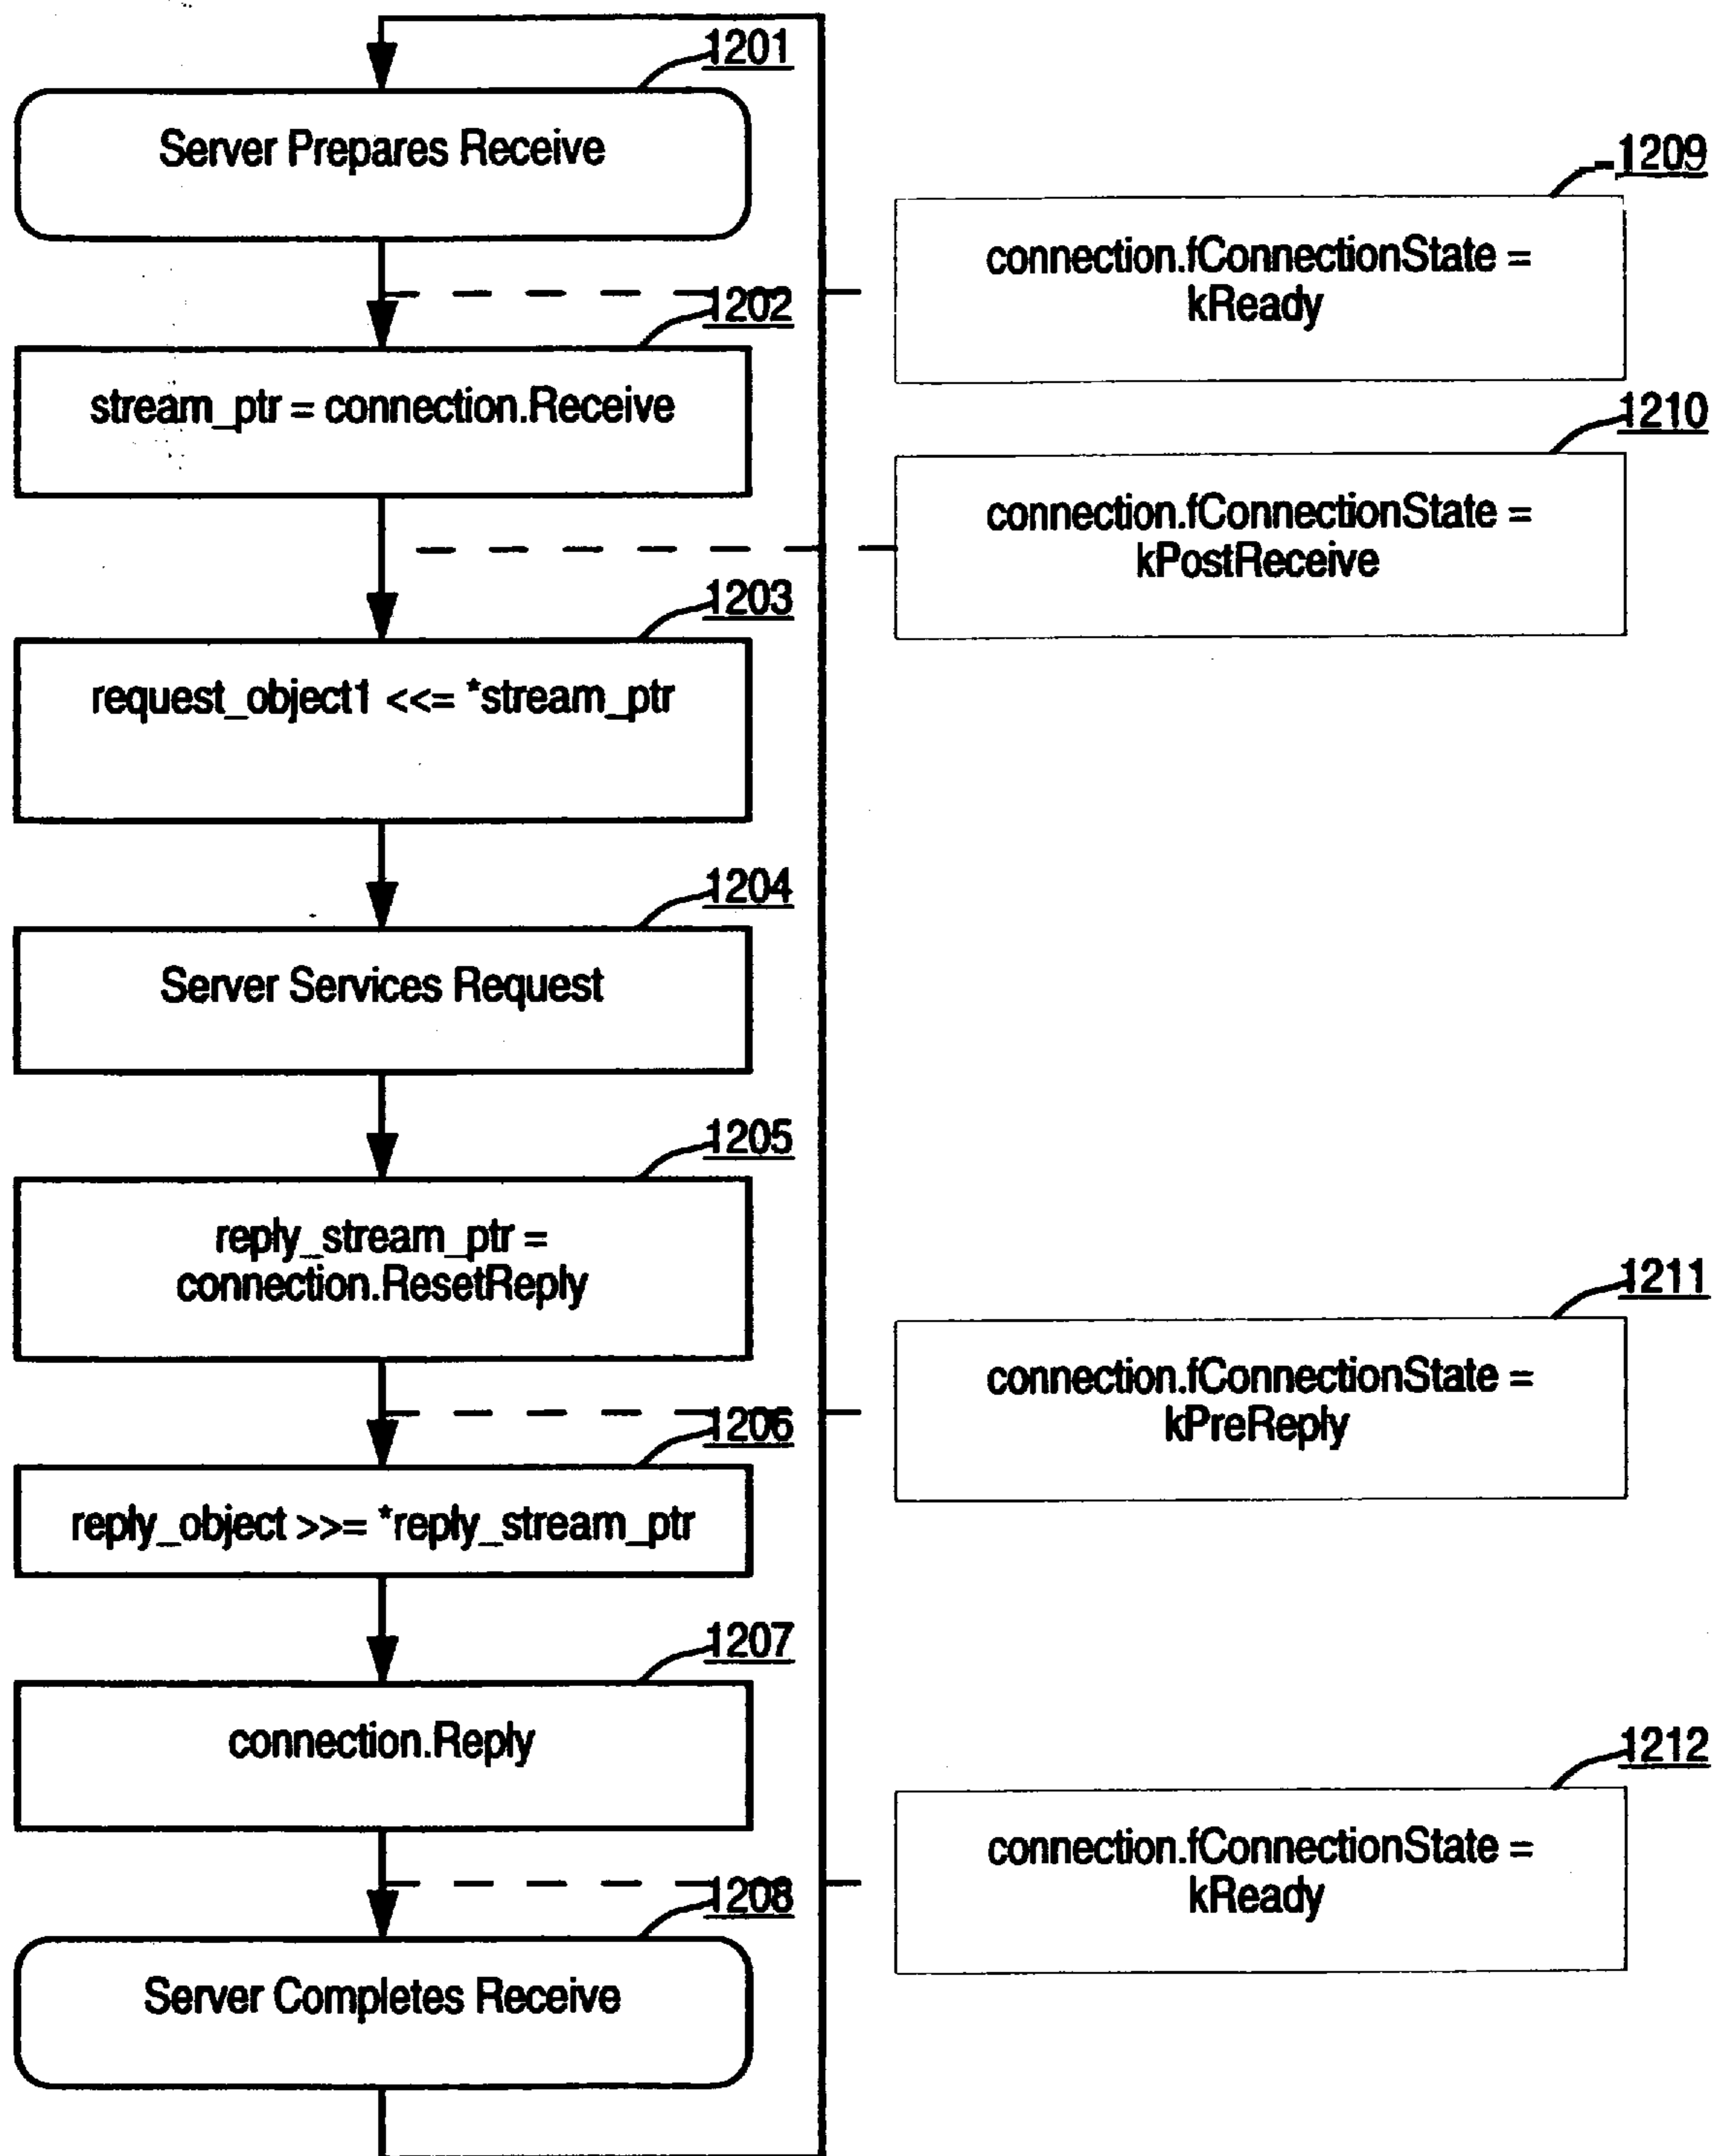 1201
Server Prepares Receive
1209
connection.fConnectionState =
kReady
1202
stream_ptr = connection.Receive
1210
connection.fConnectionState =
kPostReceive
1203
request_object1 <<= *stream_ptr
1204
Server Services Request
1205
reply_stream_ptr =
connection.ResetReply
1211
connection.fConnectionState =
kPreReply
1206
reply_object >>= *reply_stream_ptr
1207
connection.Reply
1212
connection.fConnectionState =
kReady
1208
Server Completes Receive